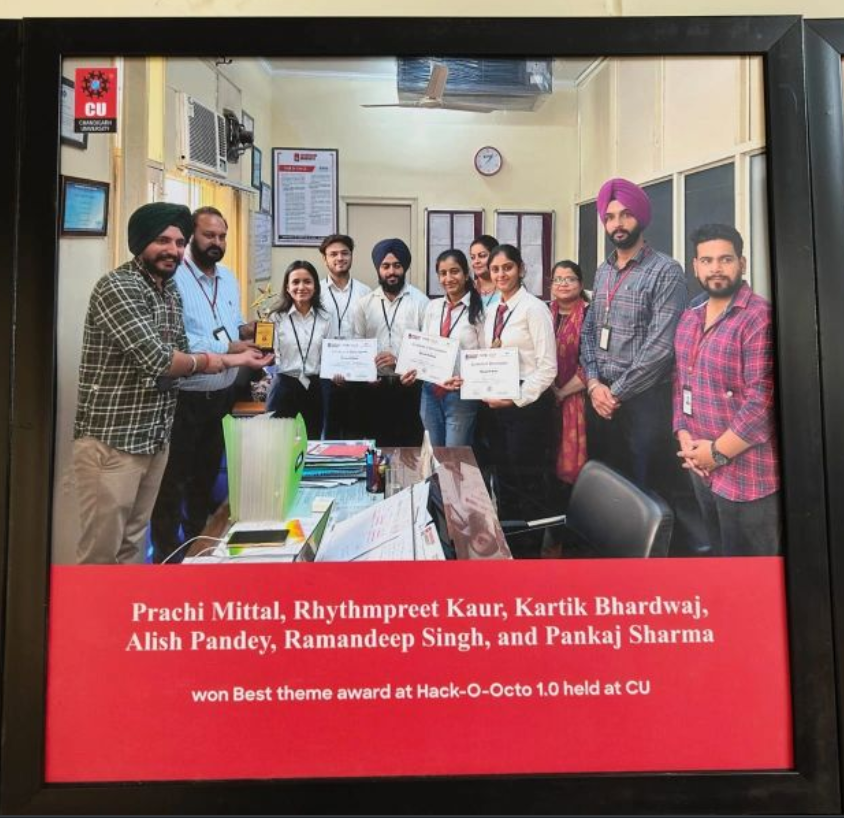 CU
CHANDIGARH
UNIVERSITY
Prachi Mittal, Rhythmpreet Kaur, Kartik Bhardwaj,
Alish Pandey, Ramandeep Singh, and Pankaj Sharma
won Best theme award at Hack-O-Octo 1.0 held at CU